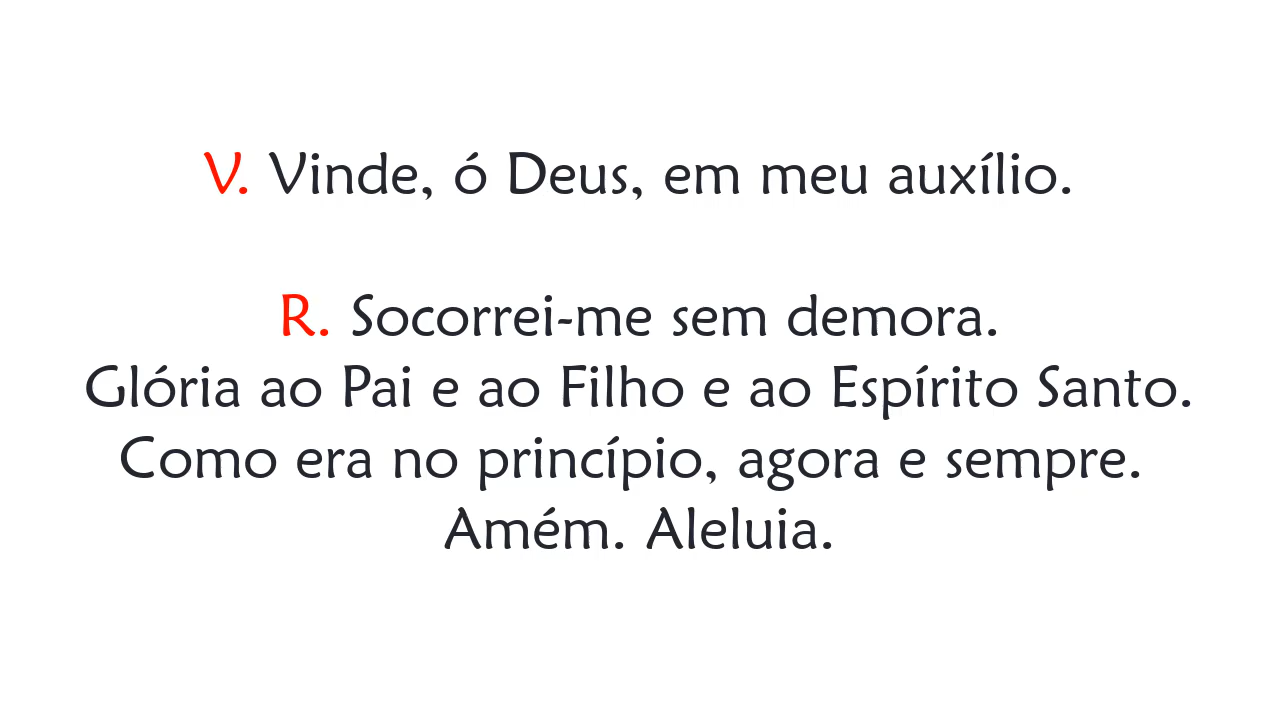 V. Vinde, ó Deus, em meu auxílio.
R. Socorrei-me sem demora.
Glória ao Pai e ao Filho e ao Espírito Santo.
Como era no princípio, agora e sempre.
Amém. Aleluia.